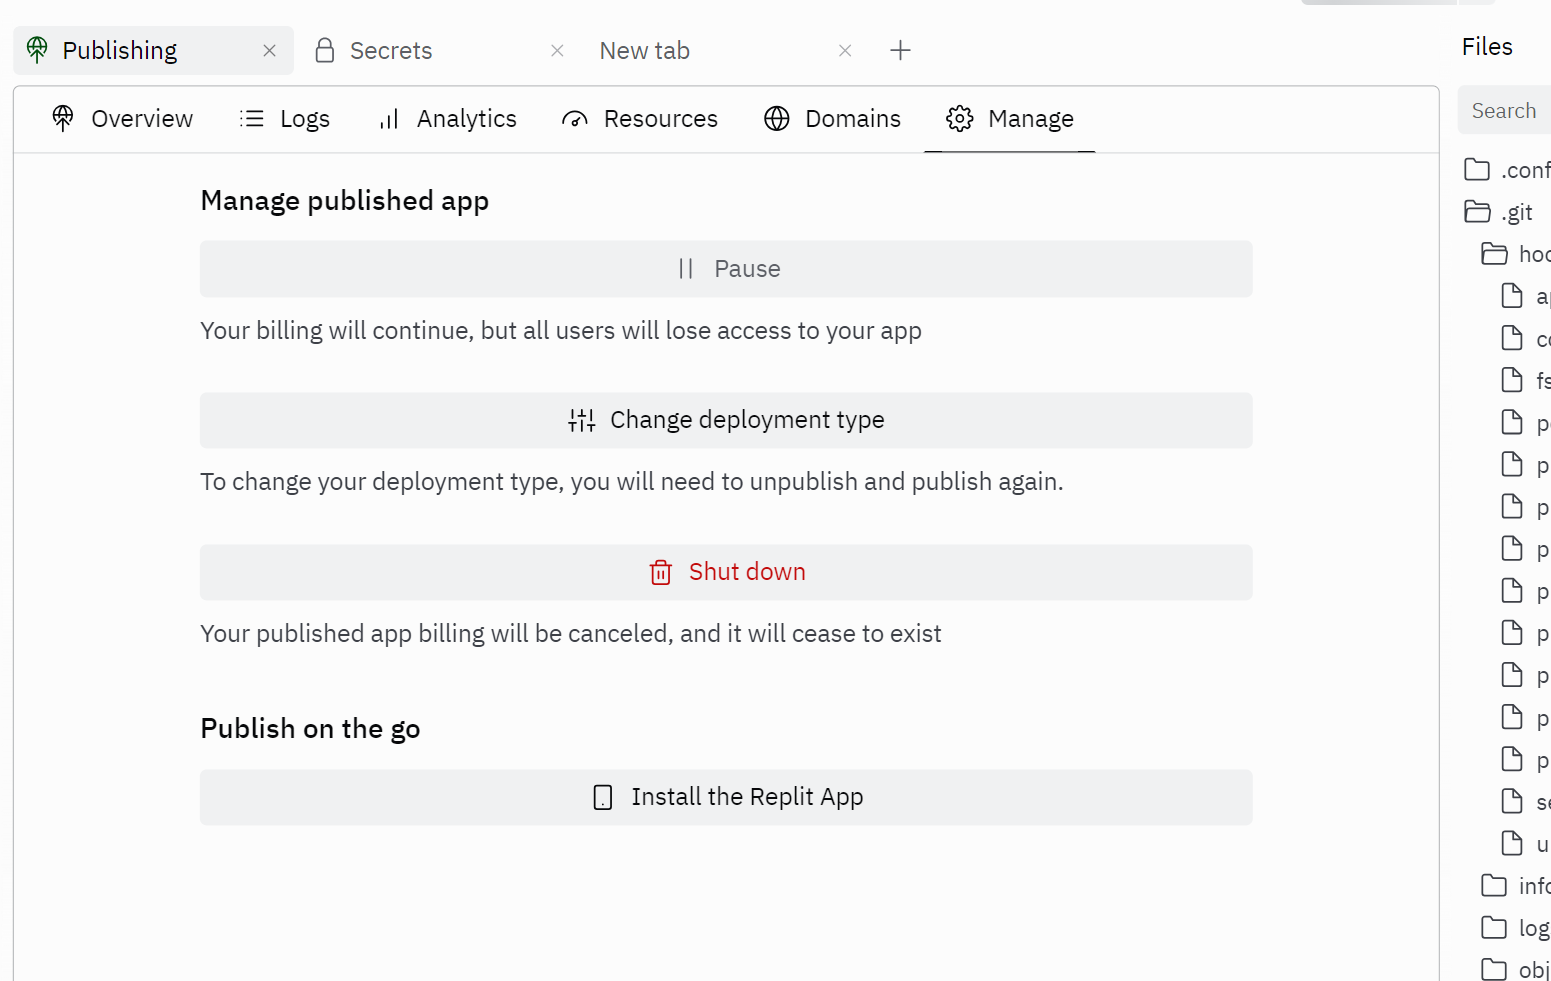 Publishing
Secrets
New tab
Files
Overview
Logs
Analytics
Resources
Domains
Manage
Search
Manage published app
Pause
Your billing will continue, but all users will lose access to your app
Change deployment type
To change your deployment type, you will need to unpublish and publish again.
Shut down
Your published app billing will be canceled, and it will cease to exist
Publish on the go
Install the Replit App
.conf
.git
hoo
fs
p
p
p
p
p
p
p
p
se
u
info
log
obj